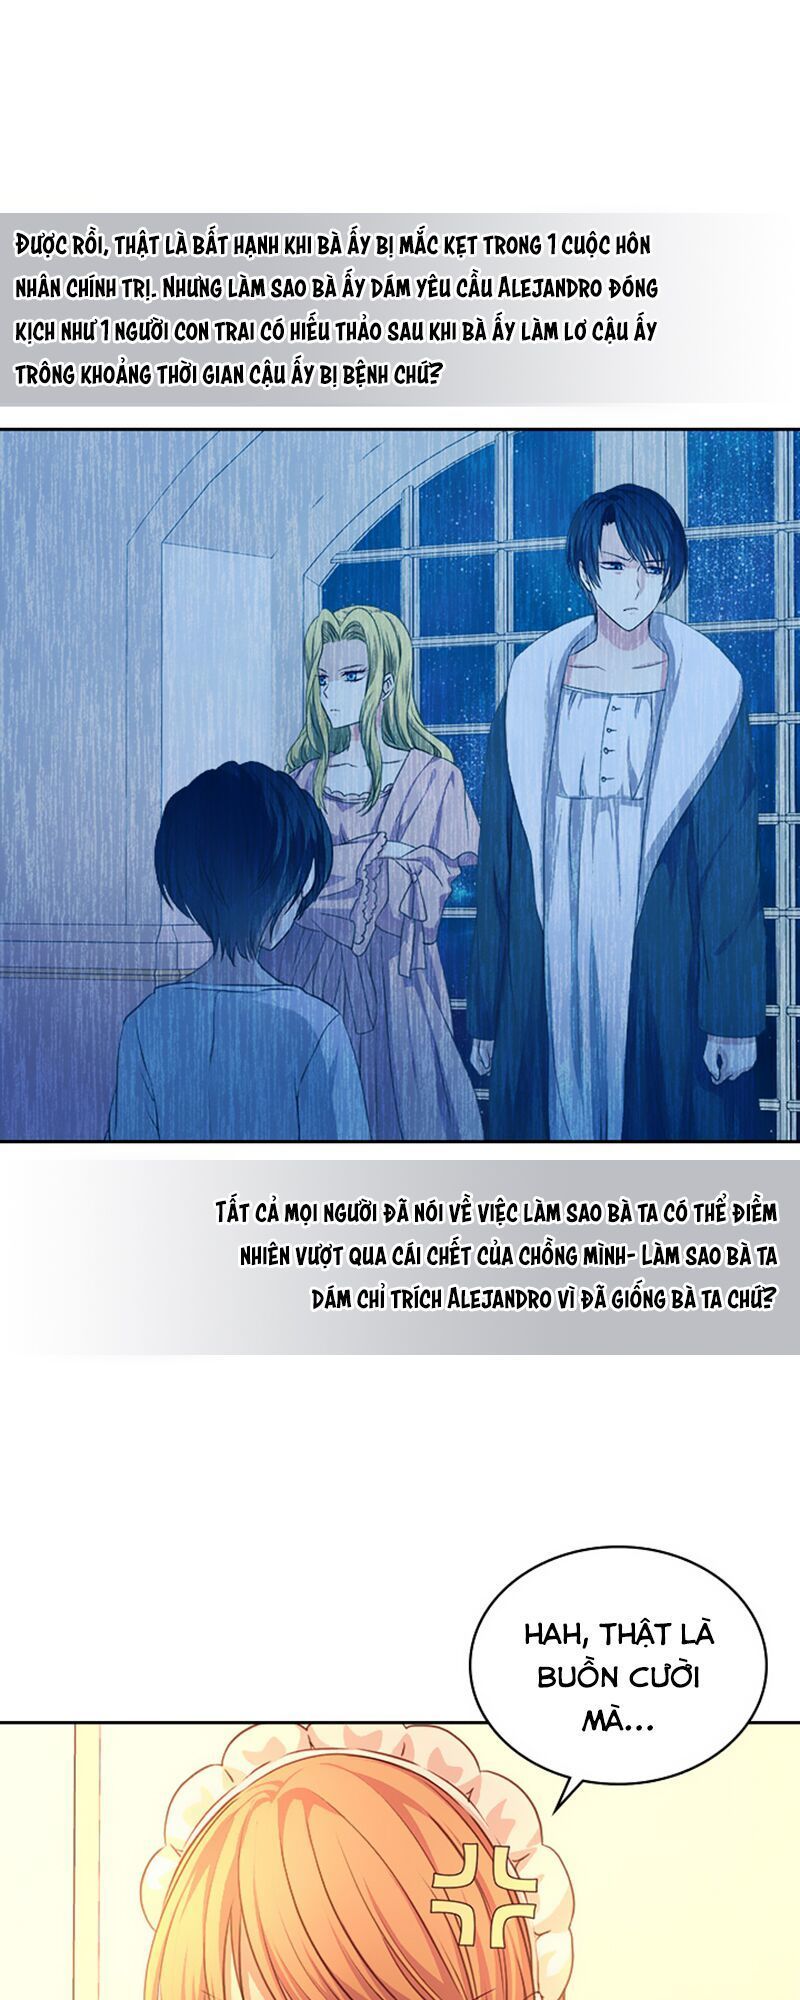 ĐƯỢC RỒI, THẬT LÀ BẤT HẠNH KHI BÀ ẤY BỊ MẮC KẸT TRONG 1 CUỘC HÔN
NHÂN CHÍNH TRỊ. NHƯNG LÀM SAO BÀ ẤY DÁM YÊU CẦU ALEJANDRO ĐÓNG
KỊCH NHƯ 1 NGƯỜI CON TRAI CÓ HIẾU THẢO SAU KHI BÀ ẤY LÀM LƠ CẬU ẤY
TRÔNG KHOẢNG THỜI GIAN CẬU ẤY BỊ BỆNH CHỨ?
TẤT CẢ MỌI NGƯỜI ĐÃ NÓI VỀ VIỆC LÀM SAO BÀ TA CÓ THỂ ĐIỀM
NHIÊN VƯỢT QUA CÁI CHẾT CỦA CHỒNG MÌNH- LÀM SAO BÀ TA
DÁM CHỈ TRÍCH ALEJANDRO VÌ ĐÃ GIỐNG BÀ TA CHỨ?
HAH, THẬT LÀ
BUỒN CƯỜI
MÀ...